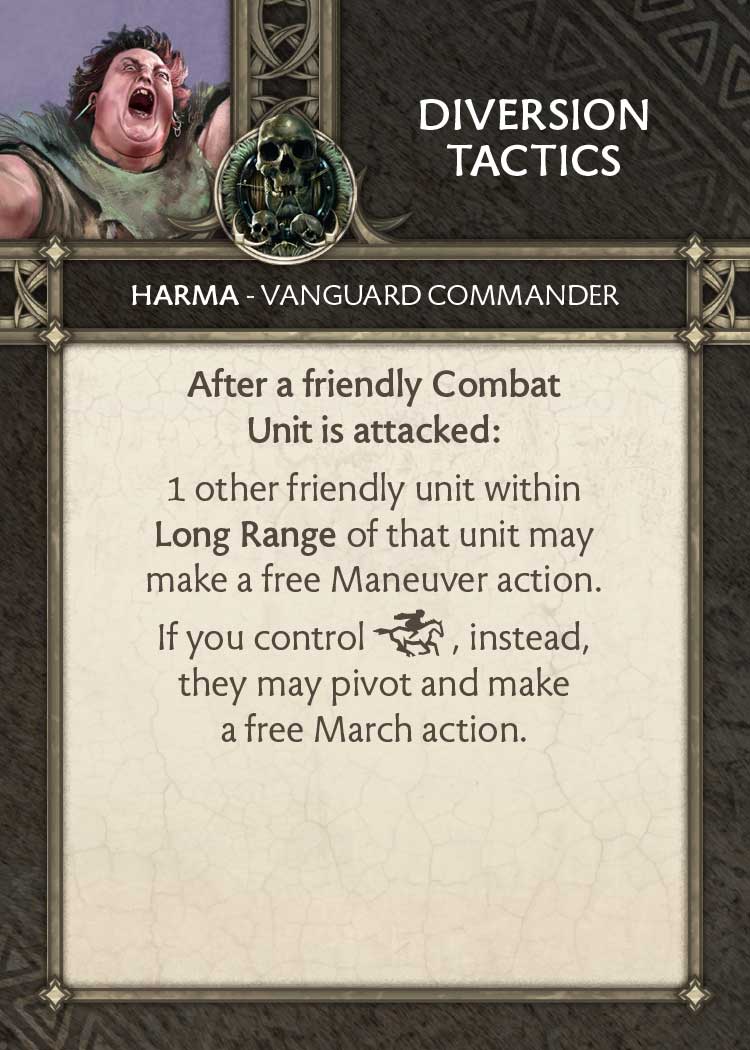 DIVERSION
TACTICS
HARMA - VANGUARD COMMANDER
After a friendly Combat
Unit is attacked:
1 other friendly unit within
Long Range of that unit may
make a free Maneuver action.
If you control , instead,
they may pivot and make
a free March action.